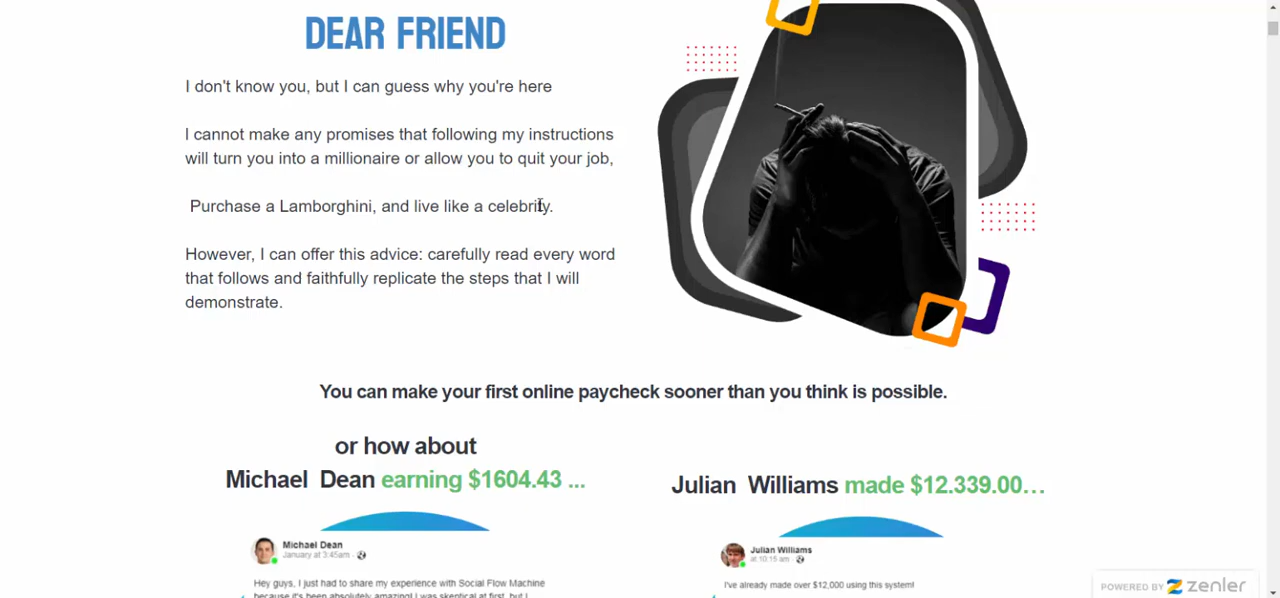 DEAR FRIEND
I don't know you, but I can guess why you're here
I cannot make any promises that following my instructions
will turn you into a millionaire or allow you to quit your job,
Purchase a Lamborghini, and live like a celebrity.
However, I can offer this advice: carefully read every word
that follows and faithfully replicate the steps that I will
demonstrate.
You can make your first online paycheck sooner than you think is possible.
or how about
Michael Dean earning $1604.43 ...
Julian Williams made $12.339.00…
Michael Dean
January at 3:45am
Hey guys, I just had to share my experience with Social Flow Machine
because it's been absolutely amazing! I was skeptical at first, but I
Julian Williams
at 10:15 am
I've already made over $12,000 using this system!
POWERED BY zenler